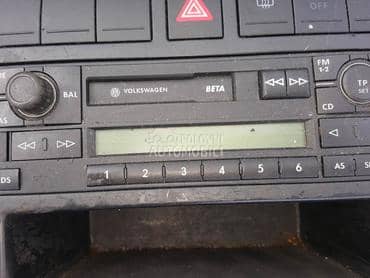 BAL
VOLKSWAGEN BETA
◁◁ ▷▷
FM
1-2
TP
SET
CD
◁◁ ▷▷
POLOVNI
AUTOMOBILI
◁
1 2 3 4 5 6
AS
DS